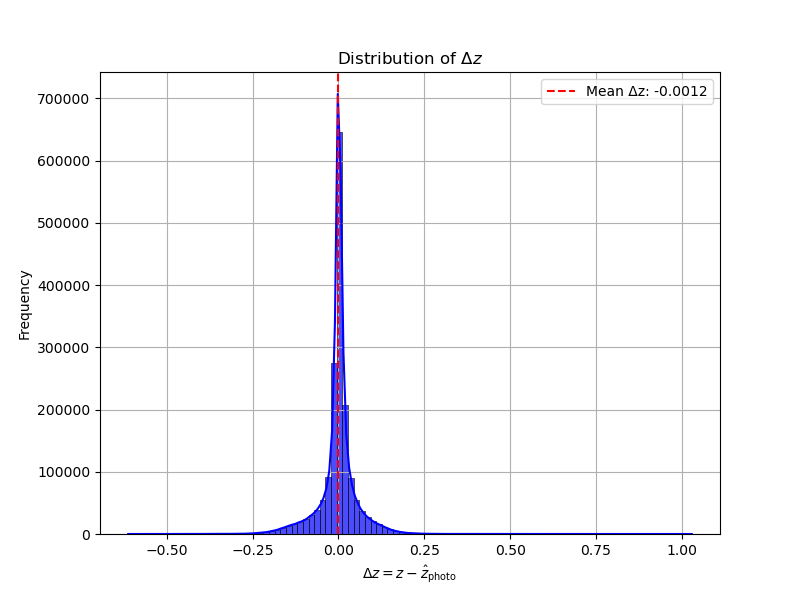 Distribution of Δz
Mean Δz: -0.0012
Frequency
700000
600000
500000
400000
300000
200000
100000
0
−0.50 −0.25 0.00 0.25 0.50 0.75 1.00
Δz = z − ẑphoto